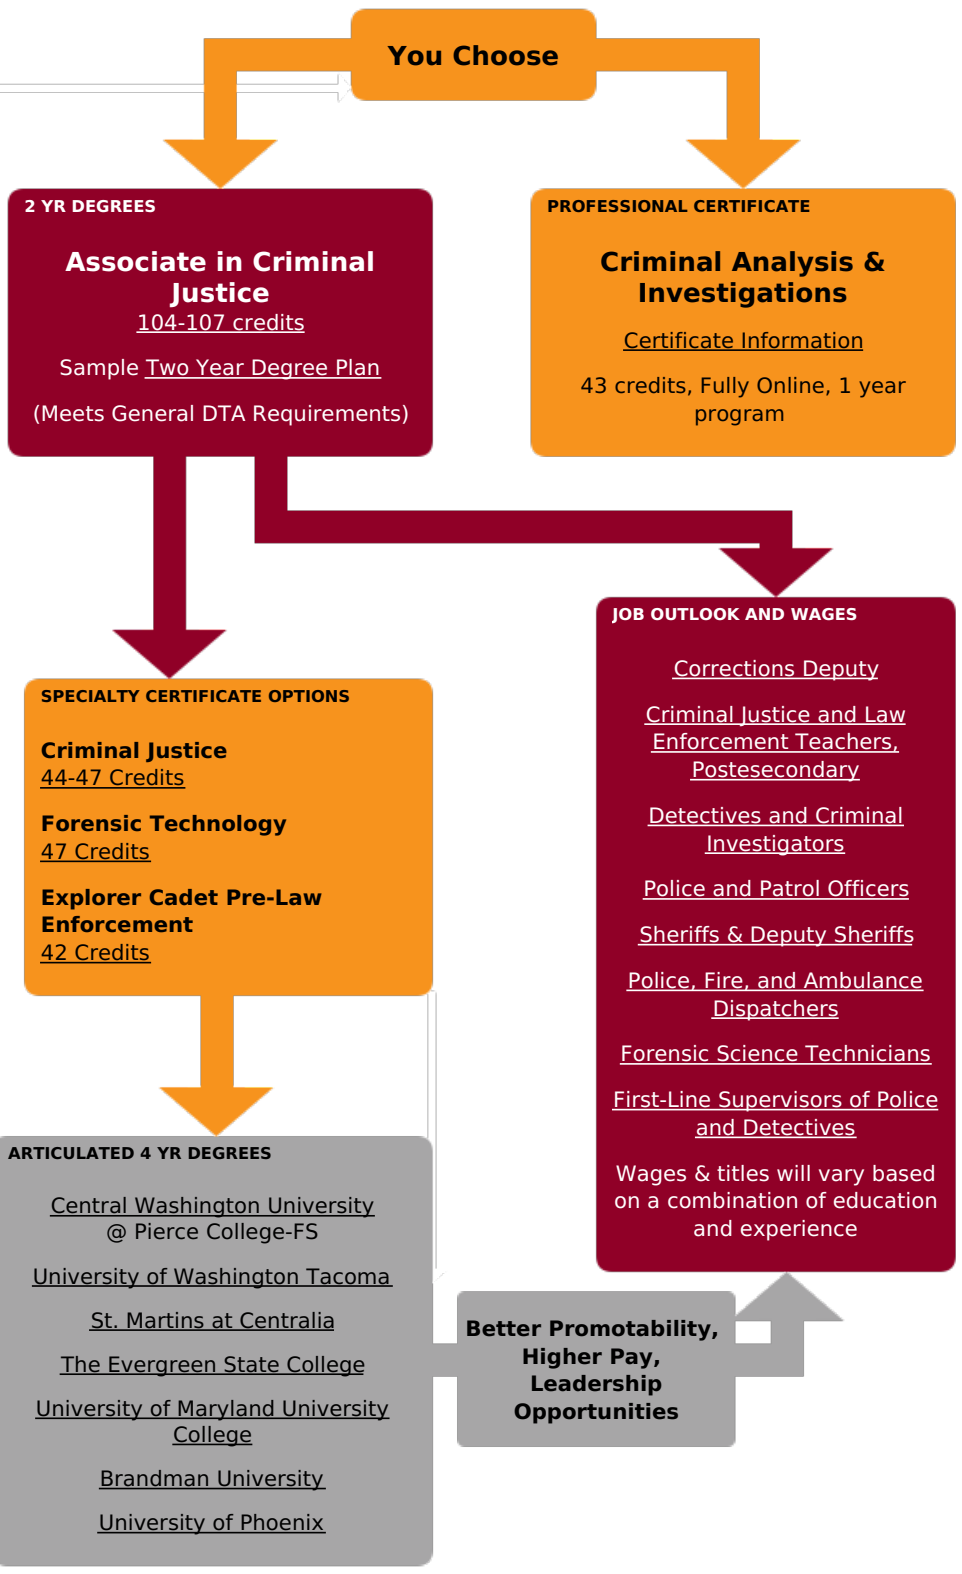 You Choose
2 YR DEGREES
Associate in Criminal
Justice
104-107 credits
Sample Two Year Degree Plan
(Meets General DTA Requirements)
PROFESSIONAL CERTIFICATE
Criminal Analysis &
Investigations
Certificate Information
43 credits, Fully Online, 1 year
program
SPECIALTY CERTIFICATE OPTIONS
Criminal Justice
44-47 Credits
Forensic Technology
47 Credits
Explorer Cadet Pre-Law
Enforcement
42 Credits
JOB OUTLOOK AND WAGES
Corrections Deputy
Criminal Justice and Law
Enforcement Teachers,
Postesecondary
Detectives and Criminal
Investigators
Police and Patrol Officers
Sheriffs & Deputy Sheriffs
Police, Fire, and Ambulance
Dispatchers
Forensic Science Technicians
First-Line Supervisors of Police
and Detectives
Wages & titles will vary based
on a combination of education
and experience
ARTICULATED 4 YR DEGREES
Central Washington University
@ Pierce College-FS
University of Washington Tacoma
St. Martins at Centralia
The Evergreen State College
University of Maryland University
College
Brandman University
University of Phoenix
Better Promotability,
Higher Pay,
Leadership
Opportunities